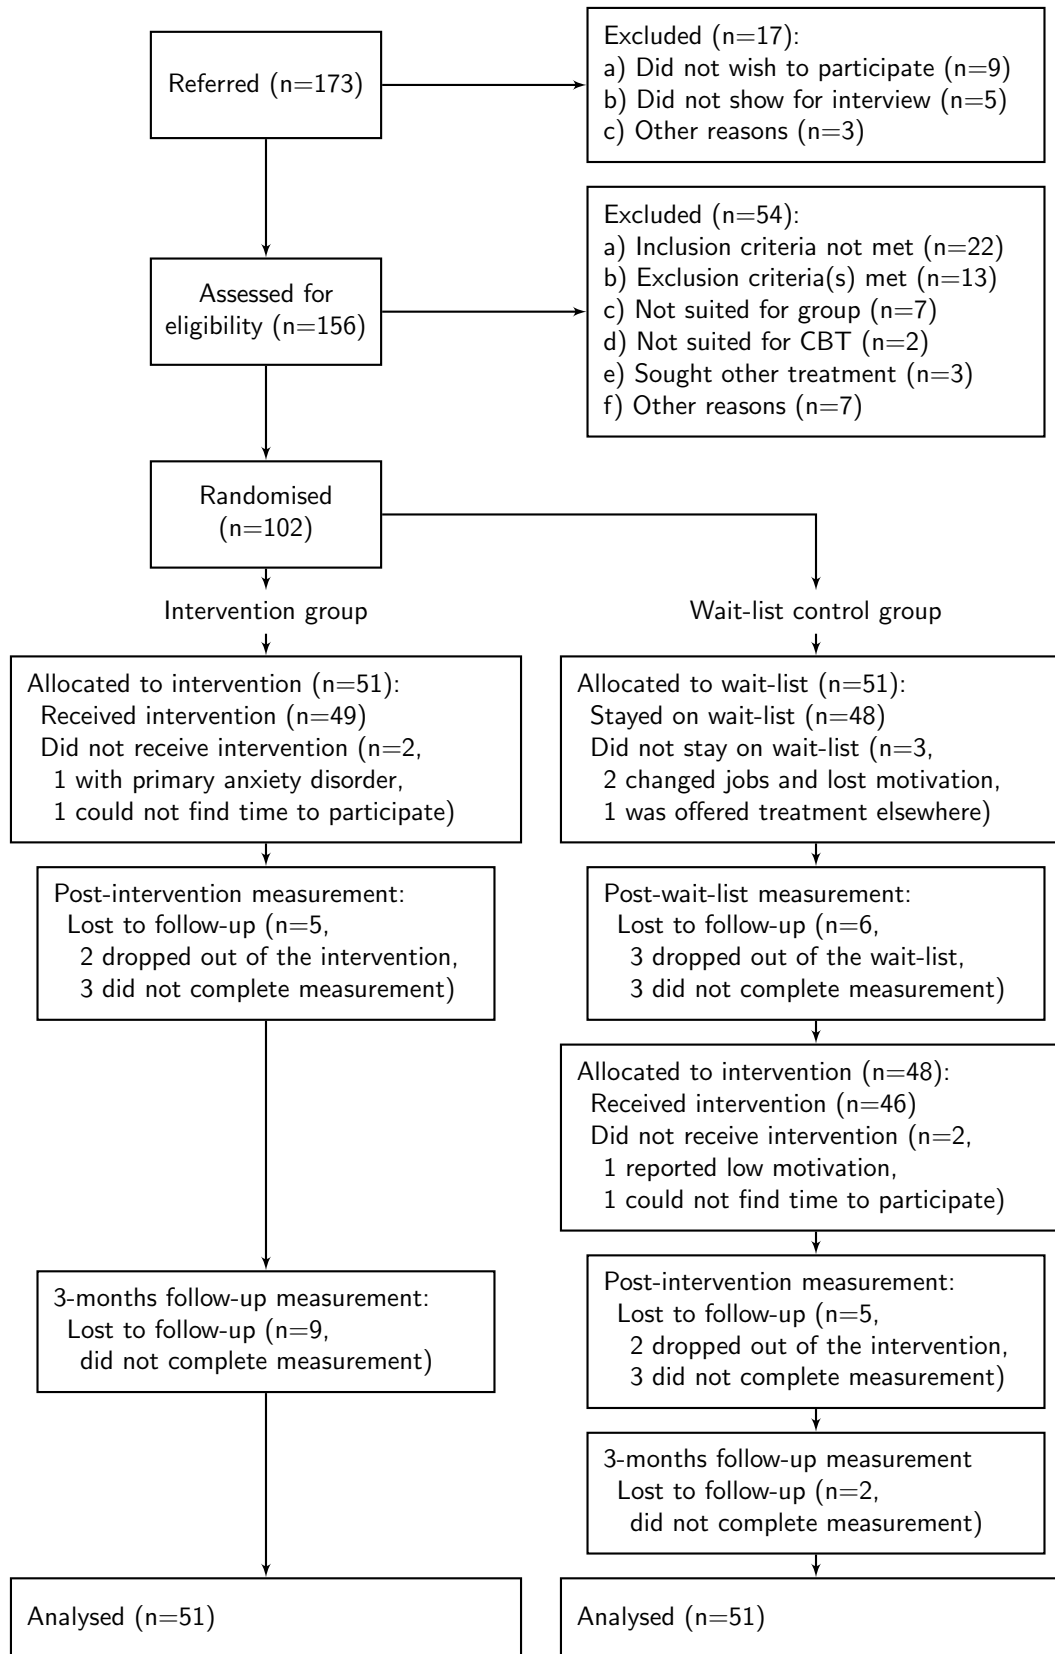 Referred (n=173)
Excluded (n=17):
a) Did not wish to participate (n=9)
b) Did not show for interview (n=5)
c) Other reasons (n=3)
Assessed for
eligibility (n=156)
Excluded (n=54):
a) Inclusion criteria not met (n=22)
b) Exclusion criteria(s) met (n=13)
c) Not suited for group (n=7)
d) Not suited for CBT (n=2)
e) Sought other treatment (n=3)
f) Other reasons (n=7)
Randomised
(n=102)
Intervention group
Allocated to intervention (n=51):
Received intervention (n=49)
Did not receive intervention (n=2,
1 with primary anxiety disorder,
1 could not find time to participate)
Post-intervention measurement:
Lost to follow-up (n=5,
2 dropped out of the intervention,
3 did not complete measurement)
3-months follow-up measurement:
Lost to follow-up (n=9,
did not complete measurement)
Analysed (n=51)
Wait-list control group
Allocated to wait-list (n=51):
Stayed on wait-list (n=48)
Did not stay on wait-list (n=3,
2 changed jobs and lost motivation,
1 was offered treatment elsewhere)
Post-wait-list measurement:
Lost to follow-up (n=6,
3 dropped out of the wait-list,
3 did not complete measurement)
Allocated to intervention (n=48):
Received intervention (n=46)
Did not receive intervention (n=2,
1 reported low motivation,
1 could not find time to participate)
Post-intervention measurement:
Lost to follow-up (n=5,
2 dropped out of the intervention,
3 did not complete measurement)
3-months follow-up measurement
Lost to follow-up (n=2,
did not complete measurement)
Analysed (n=51)